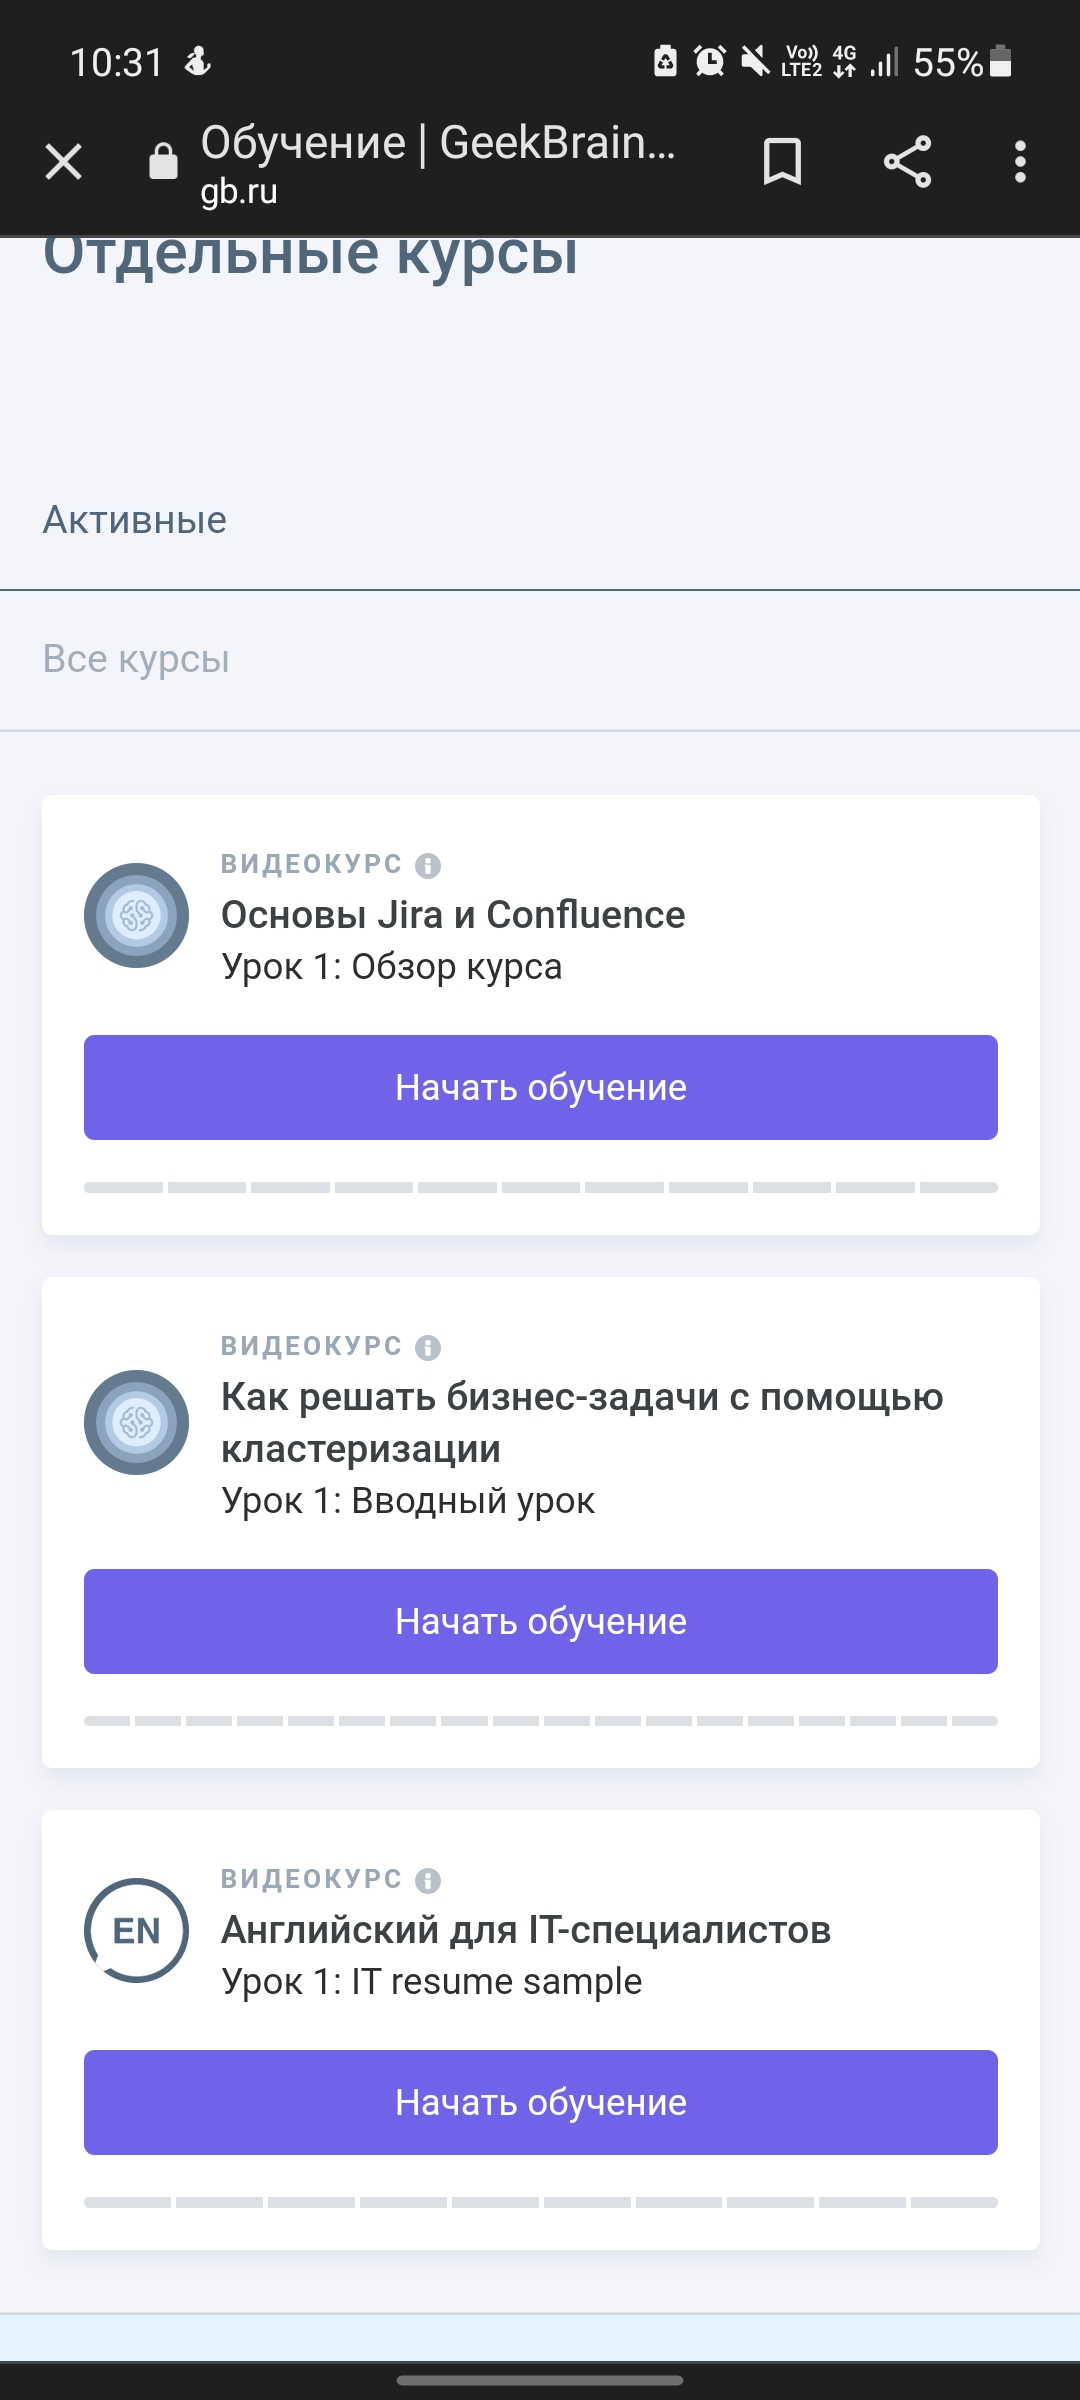 10:31
Vo)) LTE2 4G 55%
Обучение | GeekBrain...
gb.ru
Отдельные курсы
Активные
Все курсы
ВИДЕОКУРС
Основы Jira и Confluence
Урок 1: Обзор курса
Начать обучение
ВИДЕОКУРС
Как решать бизнес-задачи с помощью
кластеризации
Урок 1: Вводный урок
Начать обучение
ВИДЕОКУРС
EN
Английский для IT-специалистов
Урок 1: IT resume sample
Начать обучение